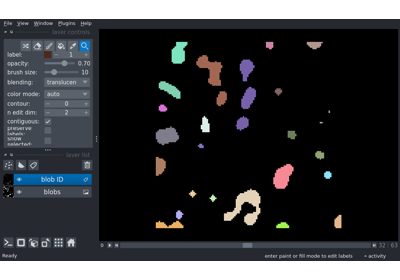 File View Window Plugins Help
layer controls
label: 1
opacity: 0.70
brush size: 10
blending: translucen
color mode: auto
contour: 0
n edit dim: 2
contiguous:
preserve labels:
show selected:
layer list
blob ID
blobs
0 32 63
Ready enter paint or fill mode to edit labels activity